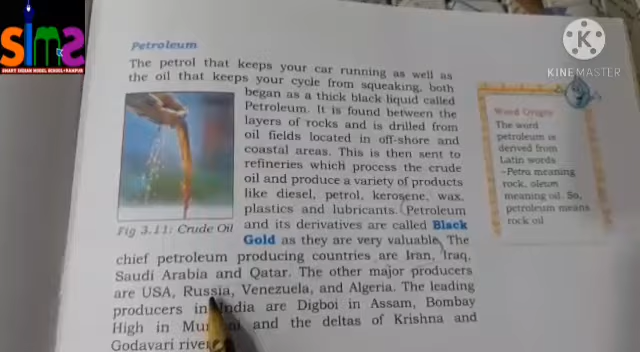 sims
SMART INDIAN MODEL SCHOOL
KINEMASTER
Petroleum
The petrol that keeps your car running as well as
the oil that keeps your cycle from squeaking, both
began as a thick black liquid called
Petroleum. It is found between the
layers of rocks and is drilled from
oil fields located in off-shore and
coastal areas. This is then sent to
refineries which process the crude
oil and produce a variety of products
like diesel, petrol, kerosene, wax,
plastics and lubricants. Petroleum
and its derivatives are called Black
Gold as they are very valuable. The
chief petroleum producing countries are Iran, Iraq,
Saudi Arabia and Qatar. The other major producers
are USA, Russia, Venezuela, and Algeria. The leading
producers in India are Digboi in Assam, Bombay
High in and the deltas of Krishna and
Godavari
Fig 3.11: Crude Oil
Word Origin
The word
petroleum is
derived from
Latin words
–Petra meaning
rock, oleum
meaning oil. So,
petroleum means
rock oil